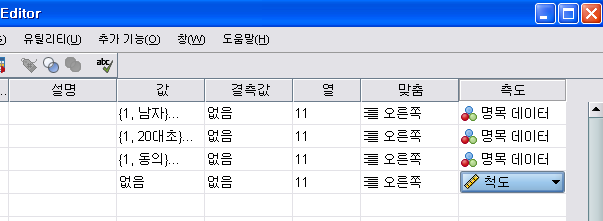 Editor
) 유틸리티(U) 추가 기능(O) 창(W) 도움말(H)
abc
... 설명 값 결측값 열 맞춤 측도
{1, 남자}... 없음 11 오른쪽 명목 데이터
{1, 20대초}... 없음 11 오른쪽 명목 데이터
{1, 동의}... 없음 11 오른쪽 명목 데이터
없음 없음 11 오른쪽 척도